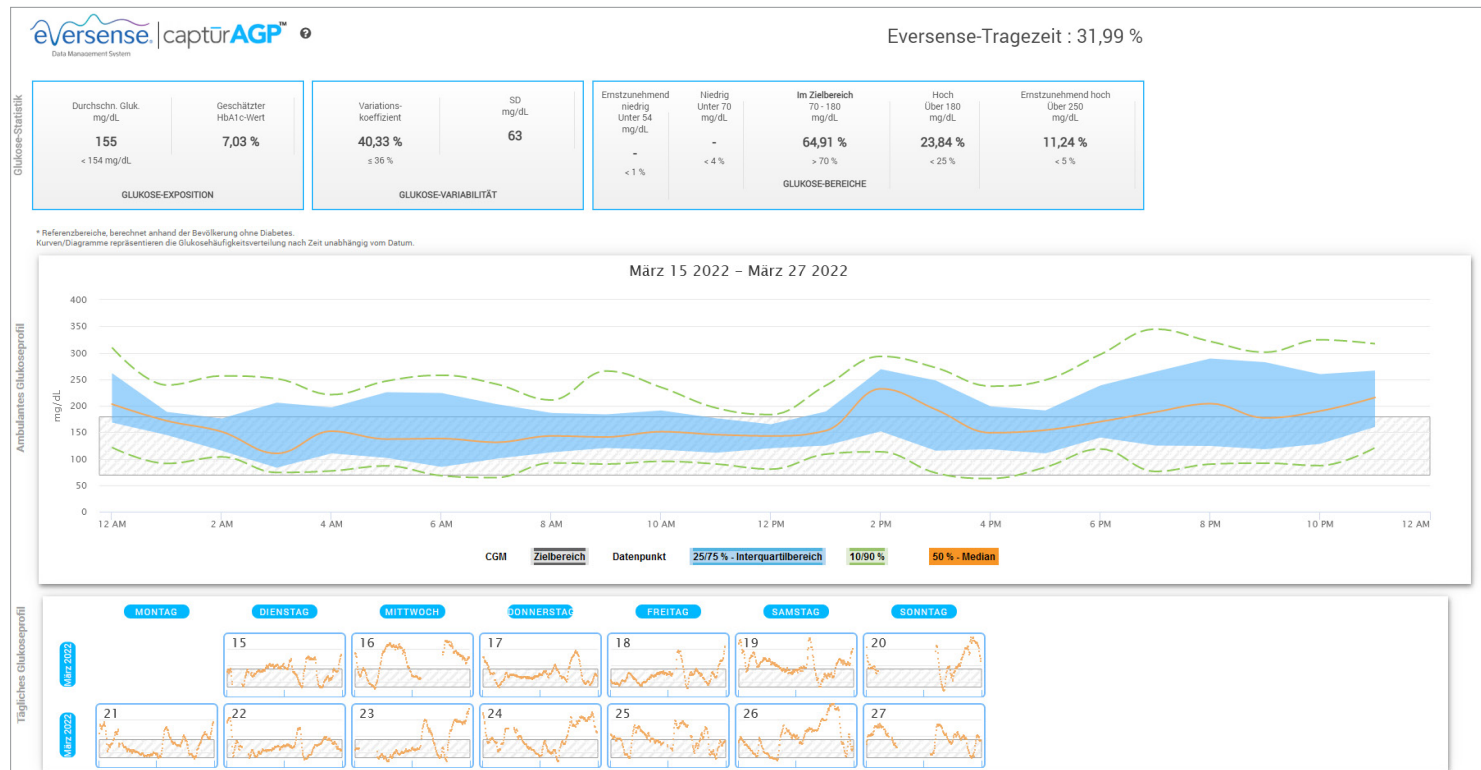 eversense. captūrAGP™ ?
Data Management System
Eversense-Tragezeit : 31,99 %
Glukose-Statistik
Durchschn. Gluk.
mg/dL
155
< 154 mg/dL
Geschätzter
HbA1c-Wert
7,03 %
GLUKOSE-EXPOSITION
Variations-
koeffizient
40,33 %
≤ 36 %
SD
mg/dL
63
GLUKOSE-VARIABILITÄT
Ernstzunehmend
niedrig
Unter 54
mg/dL
-
< 1 %
Niedrig
Unter 70
mg/dL
-
< 4 %
Im Zielbereich
70 - 180
mg/dL
64,91 %
> 70 %
Hoch
Über 180
mg/dL
23,84 %
< 25 %
Ernstzunehmend hoch
Über 250
mg/dL
11,24 %
< 5 %
GLUKOSE-BEREICHE
* Referenzbereiche, berechnet anhand der Bevölkerung ohne Diabetes.
Kurven/Diagramme repräsentieren die Glukosehäufigkeitsverteilung nach Zeit unabhängig vom Datum.
Ambulantes Glukoseprofil
März 15 2022 – März 27 2022
mg/dL
400
350
300
250
200
150
100
50
0
12 AM 2 AM 4 AM 6 AM 8 AM 10 AM 12 PM 2 PM 4 PM 6 PM 8 PM 10 PM 12 AM
CGM Zielbereich Datenpunkt 25/75 % - Interquartilbereich 10/90 % 50 % - Median
Tägliches Glukoseprofil
MONTAG DIENSTAG MITTWOCH DONNERSTAG FREITAG SAMSTAG SONNTAG
März 2022
15 16 17 18 19 20
März 2022
21 22 23 24 25 26 27